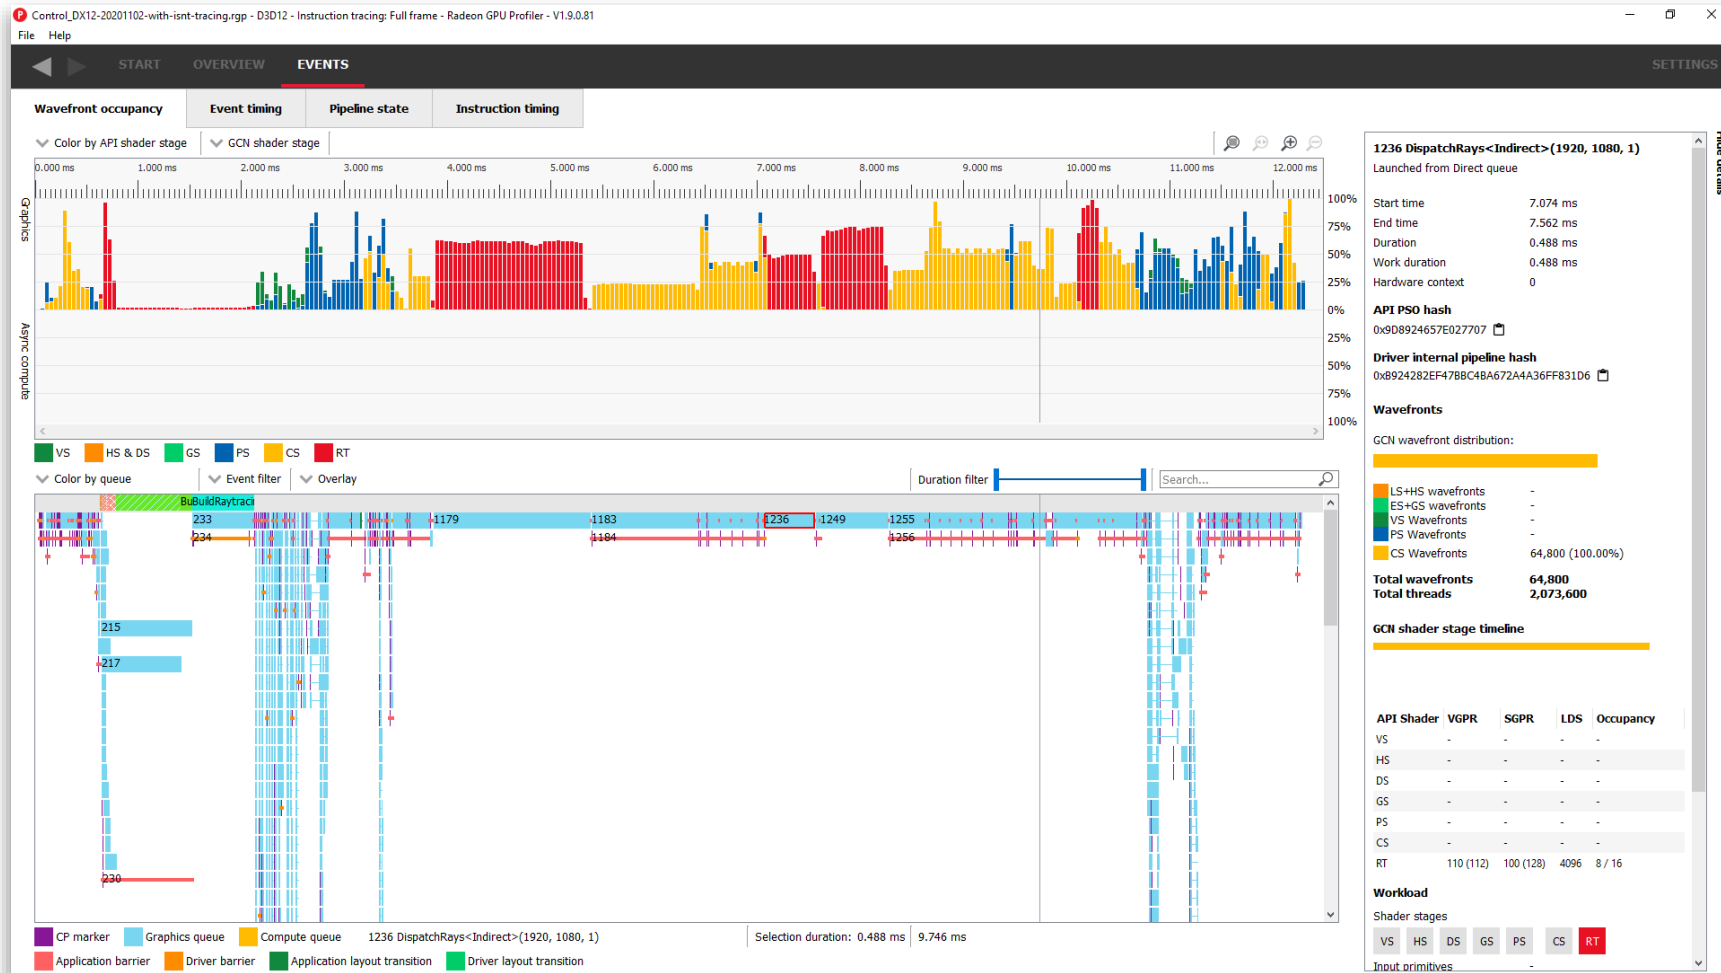 Control_DX12-20201102-with-isnt-tracing.rgp - D3D12 - Instruction tracing: Full frame - Radeon GPU Profiler - V1.9.0.81
File Help
START OVERVIEW EVENTS SETTINGS
Wavefront occupancy Event timing Pipeline state Instruction timing
Color by API shader stage GCN shader stage
0.000 ms 1.000 ms 2.000 ms 3.000 ms 4.000 ms 5.000 ms 6.000 ms 7.000 ms 8.000 ms 9.000 ms 10.000 ms 11.000 ms 12.000 ms
Graphics
100%
75%
50%
25%
0%
Async compute
25%
50%
75%
100%
VS HS & DS GS PS CS RT
Color by queue Event filter Overlay Duration filter Search...
BuBuildRaytracin
233 1179 1183 1236 1249 1255
234 1184 1256
215
217
230
CP marker Graphics queue Compute queue 1236 DispatchRays<Indirect>(1920, 1080, 1) Selection duration: 0.488 ms 9.746 ms
Application barrier Driver barrier Application layout transition Driver layout transition
Hide details
1236 DispatchRays<Indirect>(1920, 1080, 1)
Launched from Direct queue
Start time 7.074 ms
End time 7.562 ms
Duration 0.488 ms
Work duration 0.488 ms
Hardware context 0
API PSO hash
0x9D8924657E027707
Driver internal pipeline hash
0xB924282EF47BBC4BA672A4A36FF831D6
Wavefronts
GCN wavefront distribution:
LS+HS wavefronts -
ES+GS wavefronts -
VS Wavefronts -
PS Wavefronts -
CS Wavefronts 64,800 (100.00%)
Total wavefronts 64,800
Total threads 2,073,600
GCN shader stage timeline
API Shader VGPR SGPR LDS Occupancy
VS - - - -
HS - - - -
DS - - - -
GS - - - -
PS - - - -
CS - - - -
RT 110 (112) 100 (128) 4096 8 / 16
Workload
Shader stages
VS HS DS GS PS CS RT
Input primitives -